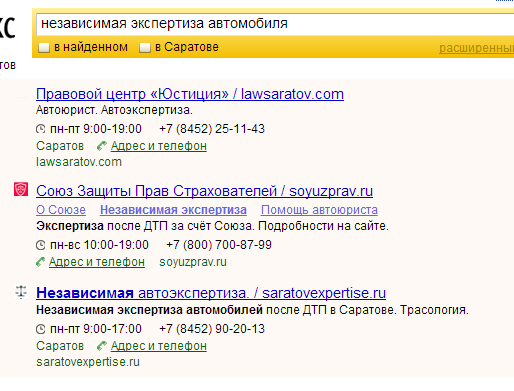 КС
независимая экспертиза автомобиля
в найденном в Саратове расширенный
тов
Правовой центр «Юстиция» / lawsaratov.com
Автоюрист. Автоэкспертиза.
пн-пт 9:00-19:00 +7 (8452) 25-11-43
Саратов Адрес и телефон
lawsaratov.com
Союз Защиты Прав Страхователей / soyuzprav.ru
О Союзе Независимая экспертиза Помощь автоюриста
Экспертиза после ДТП за счёт Союза. Подробности на сайте.
пн-вс 10:00-19:00 +7 (800) 700-87-99
Адрес и телефон soyuzprav.ru
Независимая автоэкспертиза. / saratovexpertise.ru
Независимая экспертиза автомобилей после ДТП в Саратове. Трасология.
пн-пт 9:00-17:00 +7 (8452) 90-20-13
Саратов Адрес и телефон
saratovexpertise.ru